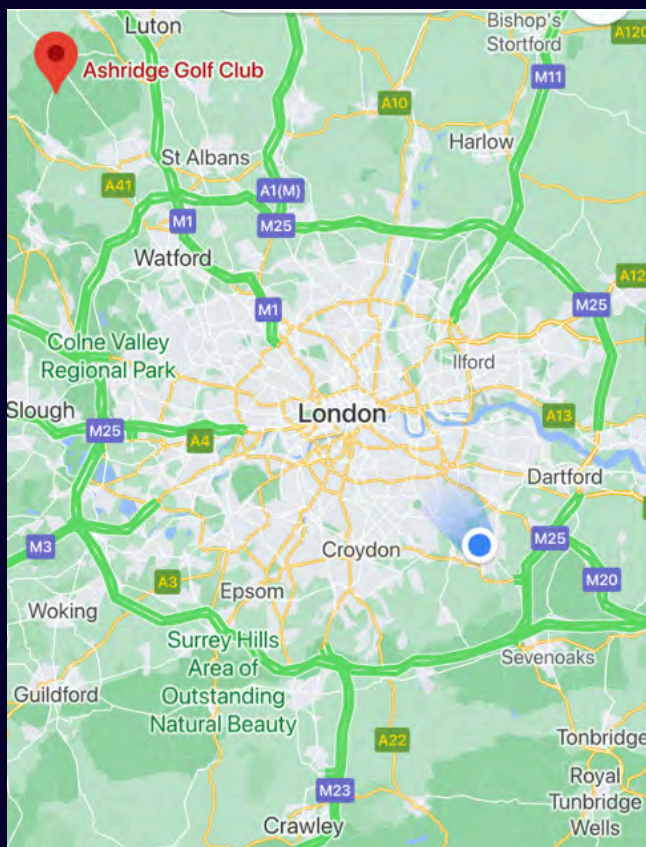 Luton
Bishop's
Stortford
A120
Ashridge Golf Club
M11
A10
Harlow
St Albans
A41
A1(M)
M1
M25
Watford
A12
M25
M1
Colne Valley
Regional Park
Ilford
Slough
London
A13
M25
A4
Dartford
M25
M3
Croydon
A3
M20
Epsom
Woking
Surrey Hills
Area of
Outstanding
Natural Beauty
Sevenoaks
Guildford
A22
Tonbridge
Royal
Tunbridge
Wells
M23
Crawley